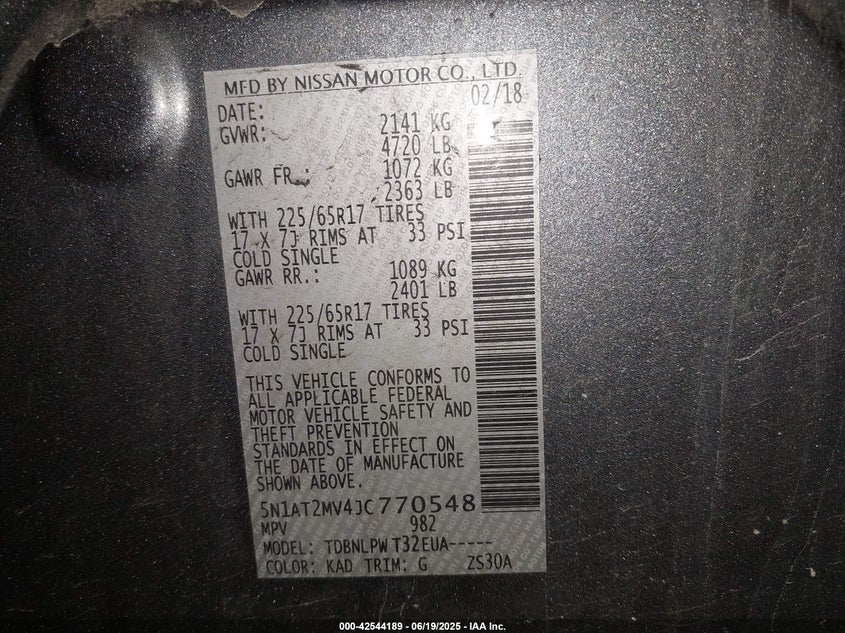 MFD BY NISSAN MOTOR CO., LTD.
DATE: 02/18
GVWR: 2141 KG
4720 LB
GAWR FR.: 1072 KG
2363 LB
WITH 225/65R17 TIRES
17 X 7J RIMS AT 33 PSI
COLD SINGLE
GAWR RR.: 1089 KG
2401 LB
WITH 225/65R17 TIRES
17 X 7J RIMS AT 33 PSI
COLD SINGLE
THIS VEHICLE CONFORMS TO
ALL APPLICABLE FEDERAL
MOTOR VEHICLE SAFETY AND
THEFT PREVENTION
STANDARDS IN EFFECT ON
THE DATE OF MANUFACTURE
SHOWN ABOVE.
5N1AT2MV4JC770548
MPV 982
MODEL: TDBNLPW T32EUA-----
COLOR: KAD TRIM: G ZS30A
000-42544189 - 06/19/2025 - IAA Inc.